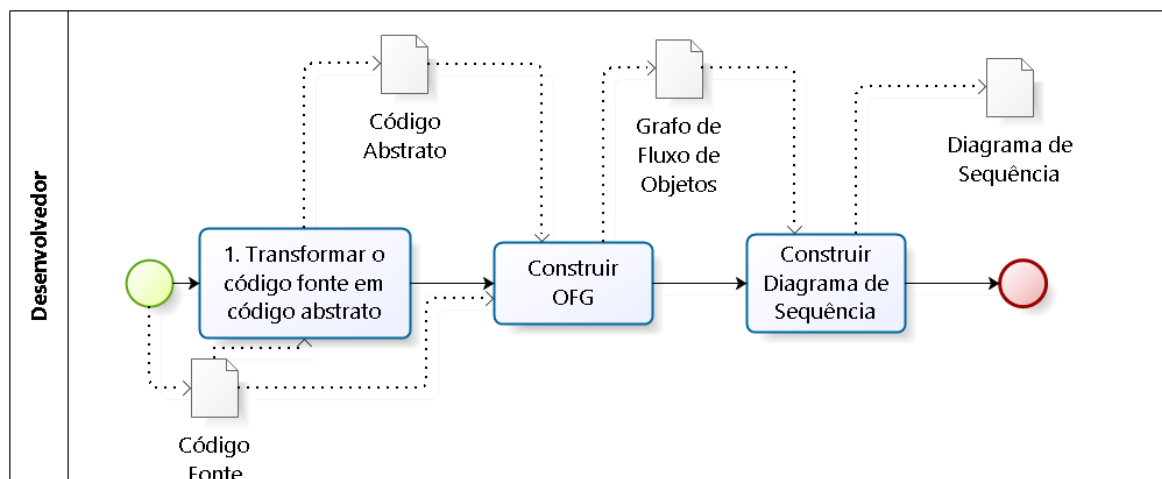 Desenvolvedor
Código
Abstrato
Grafo de
Fluxo de
Objetos
Diagrama de
Sequência
1. Transformar o
código fonte em
código abstrato
Construir
OFG
Construir
Diagrama de
Sequência
Código
Fonte